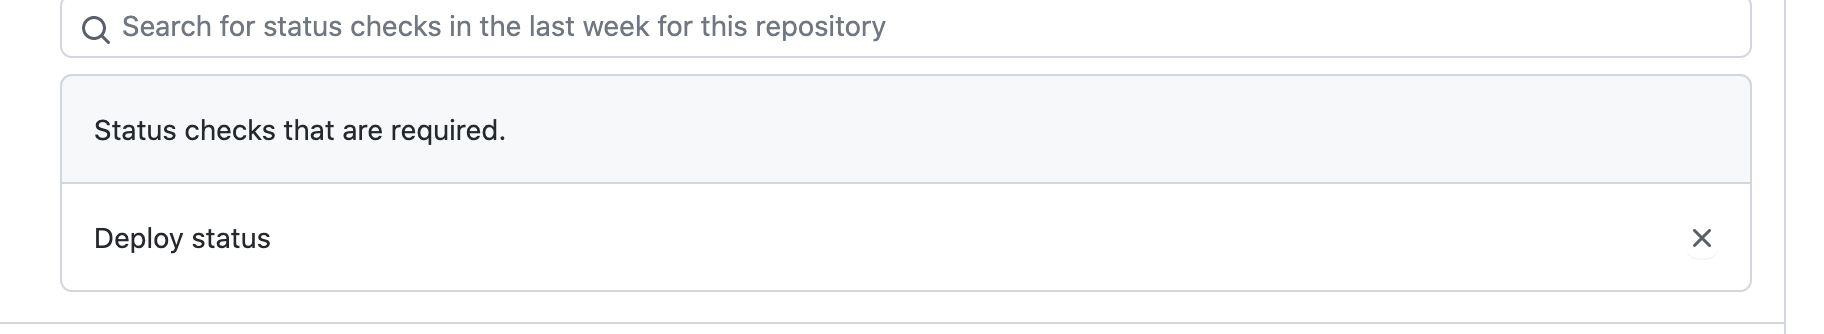 Search for status checks in the last week for this repository
Status checks that are required.
Deploy status